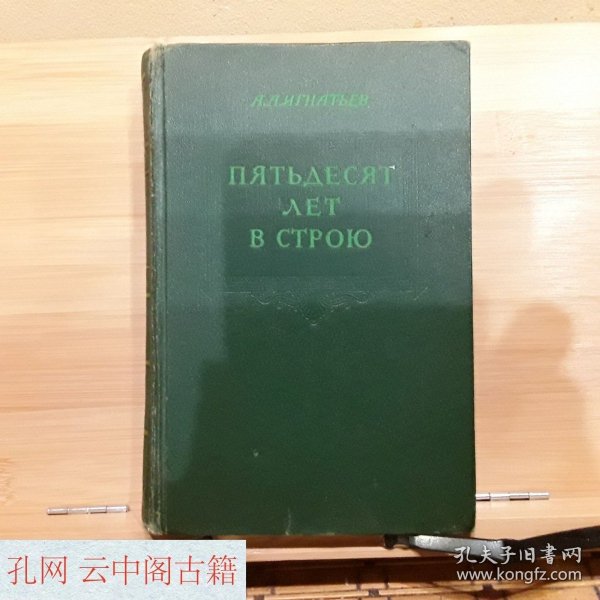 А.А.ИГНАТЬЕВ
ПЯТЬДЕСЯТ
ЛЕТ
В СТРОЮ
孔网 云中阁古籍
孔夫子旧书网
www.kongfz.com